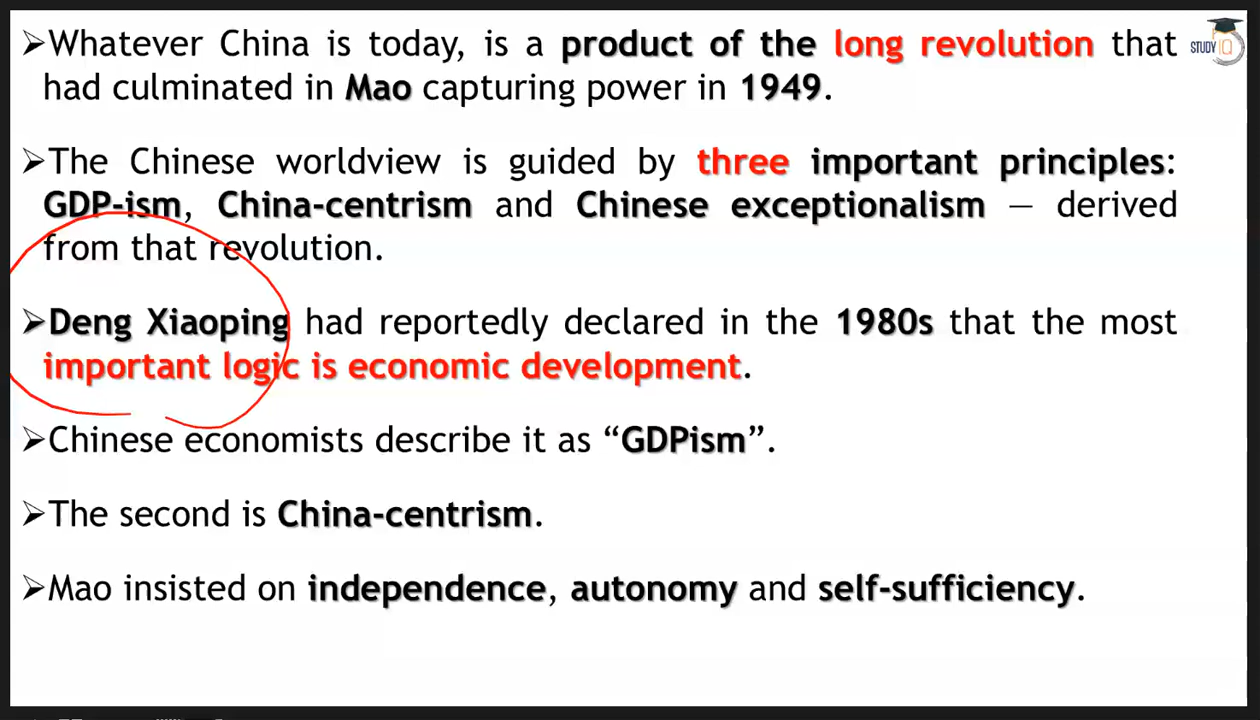 ➤Whatever China is today, is a product of the long revolution that
had culminated in Mao capturing power in 1949.
➤The Chinese worldview is guided by three important principles:
GDP-ism, China-centrism and Chinese exceptionalism — derived
from that revolution.
➤Deng Xiaoping had reportedly declared in the 1980s that the most
important logic is economic development.
➤Chinese economists describe it as “GDPism”.
➤The second is China-centrism.
➤Mao insisted on independence, autonomy and self-sufficiency.
STUDY IQ